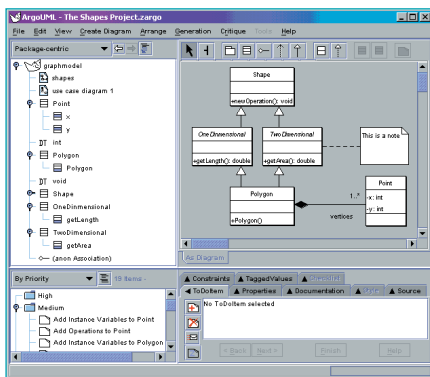 ArgoUML - The Shapes Project.zargo
File Edit View Create Diagram Arrange Generation Critique Tools Help
Package-centric
graphmodel
shapes
use case diagram 1
Point
x
y
DT int
Polygon
Polygon
DT void
Shape
OneDimensional
getLength
TwoDimensional
getArea
(anon Association)
Shape
+newOperation(): void
OneDimensional
+getLength(): double
TwoDimensional
+getArea(): double
This is a note
Polygon
+Polygon()
1..*
vertices
Point
-x: int
-y: int
As Diagram
By Priority
19 items
High
Medium
Add Instance Variables to Point
Add Operations to Point
Add Instance Variables to Polygon
Constraints TaggedValues Checklist
ToDoItem Properties Documentation Style Source
No ToDoItem selected
< Back Next > Finish Help